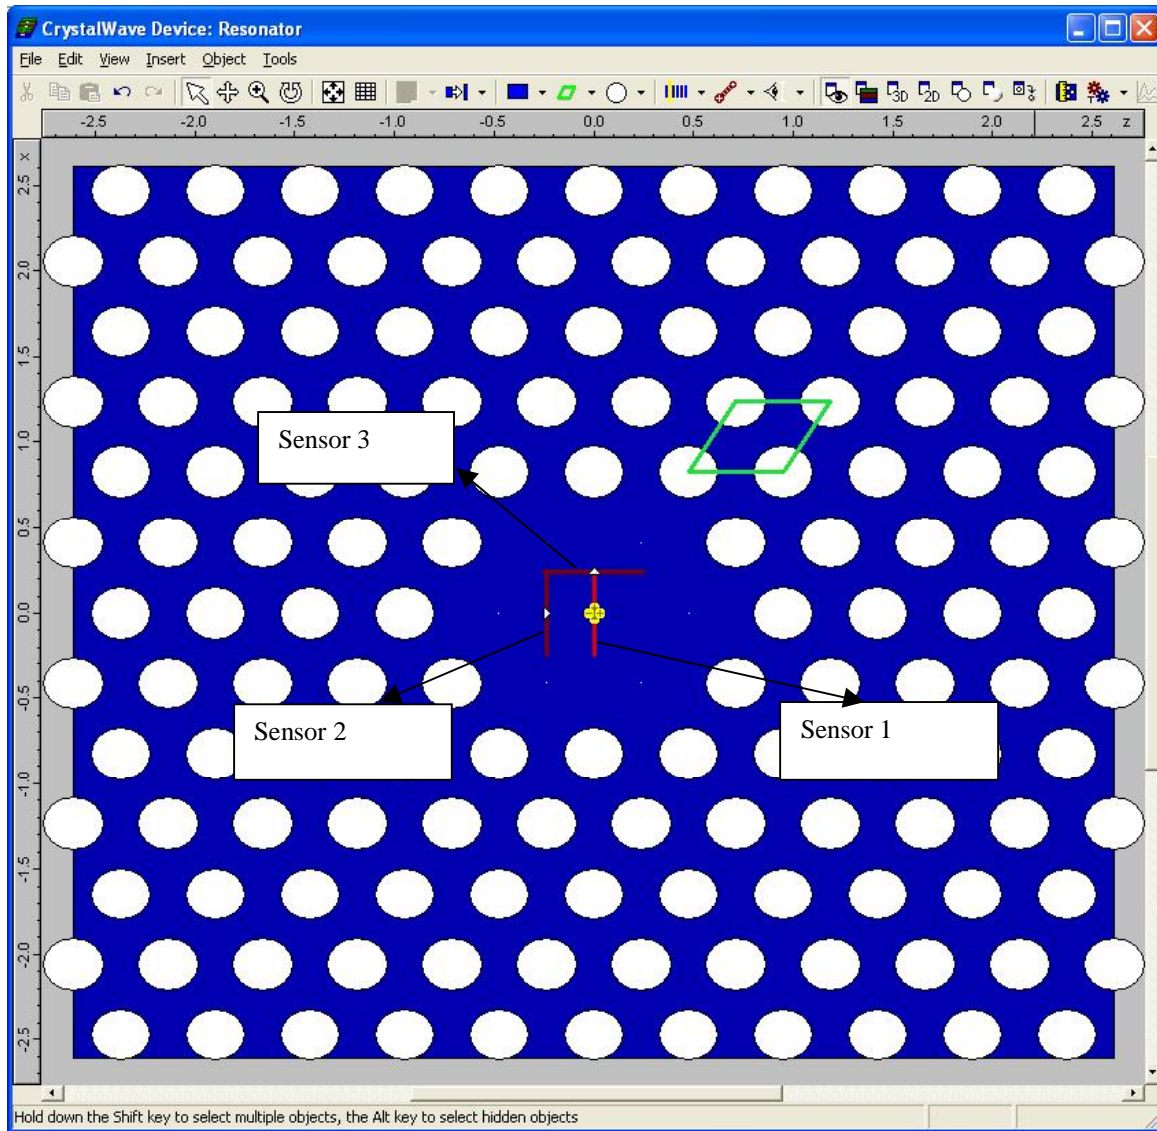 CrystalWave Device: Resonator
File Edit View Insert Object Tools
3D 2D
-2.5 -2.0 -1.5 -1.0 -0.5 0.0 0.5 1.0 1.5 2.0 2.5 z
x
2.5
2.0
1.5
1.0
0.5
0.0
-0.5
-1.0
-1.5
-2.0
-2.5
Sensor 3
Sensor 2
Sensor 1
Hold down the Shift key to select multiple objects, the Alt key to select hidden objects